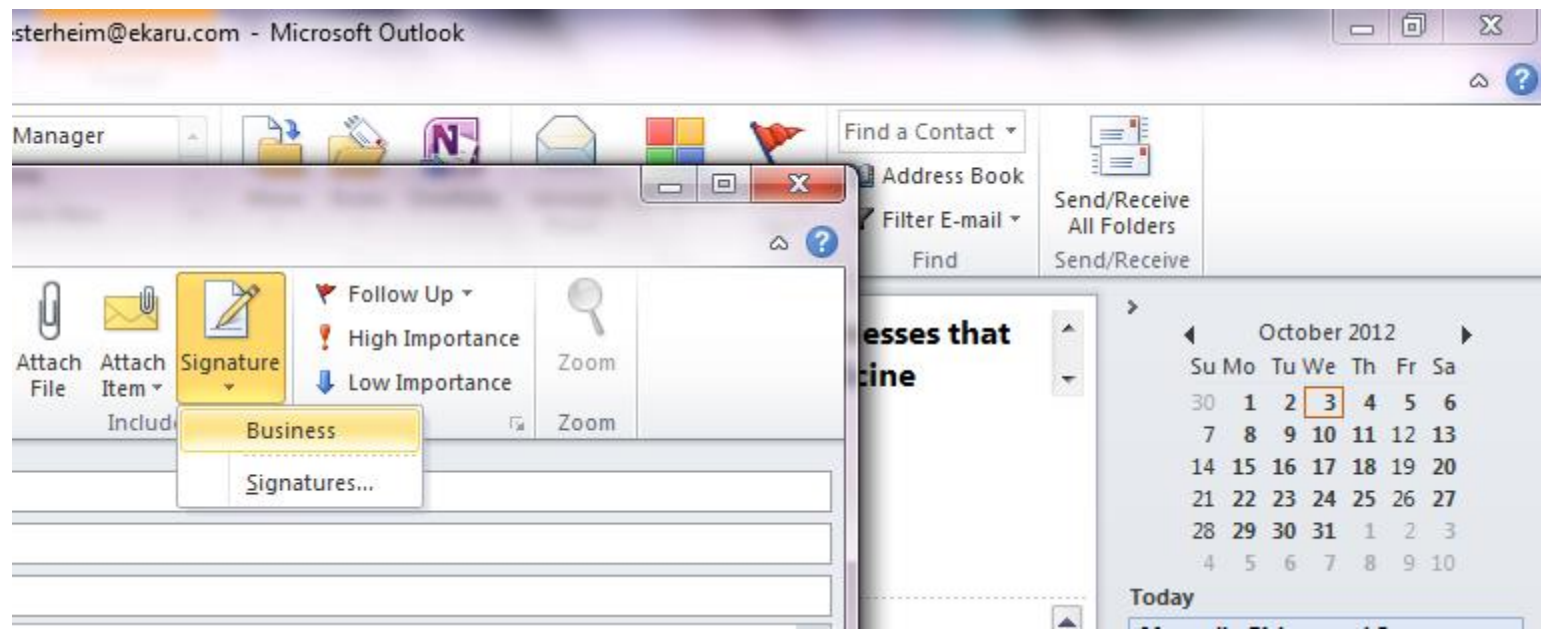 sterheim@ekaru.com - Microsoft Outlook
Manager
Find a Contact
Address Book
Filter E-mail
Find
Send/Receive
All Folders
Send/Receive
Attach
File
Attach
Item
Signature
Follow Up
High Importance
Low Importance
Zoom
Includ
Zoom
Business
Signatures...
esses that
cine
October 2012
Su Mo Tu We Th Fr Sa
30 1 2 3 4 5 6
7 8 9 10 11 12 13
14 15 16 17 18 19 20
21 22 23 24 25 26 27
28 29 30 31 1 2 3
4 5 6 7 8 9 10
Today